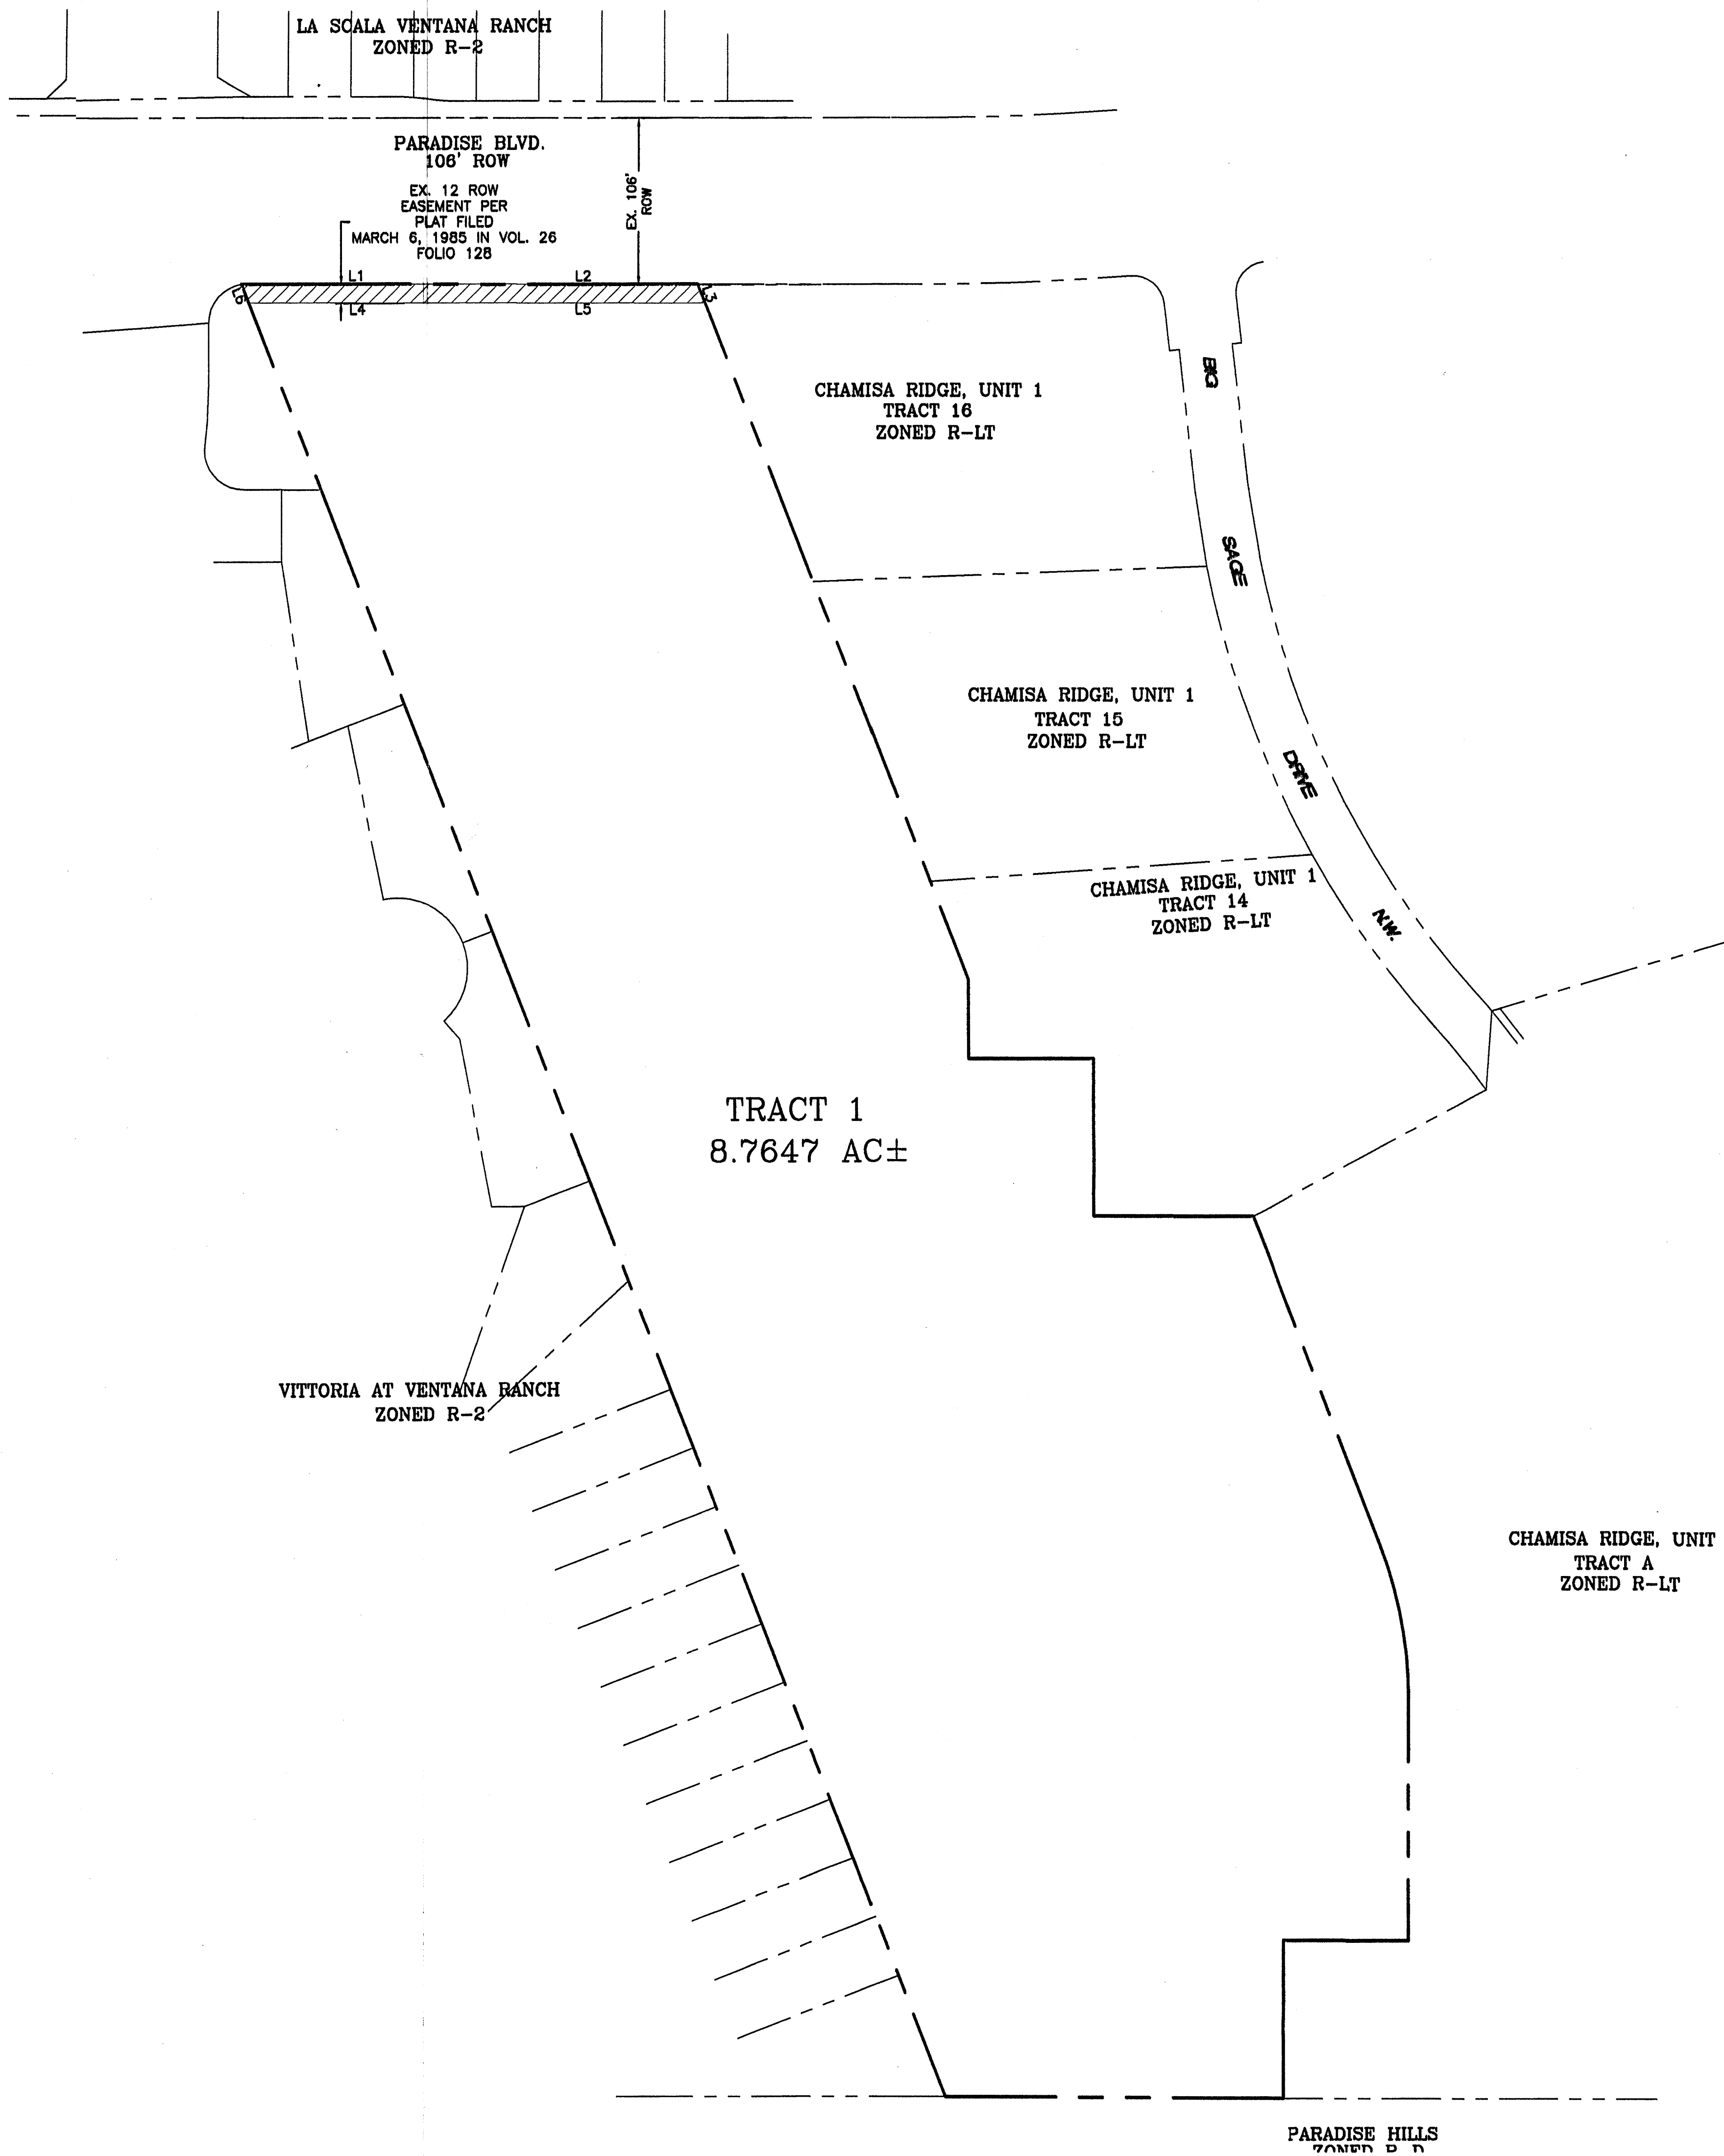 LA SCALA VENTANA RANCH
ZONED R-2
PARADISE BLVD.
106' ROW
EX. 12 ROW
EASEMENT PER
PLAT FILED
MARCH 6, 1985 IN VOL. 26
FOLIO 128
EX. 106'
ROW
L1
L2
L6
L3
L4
L5
CHAMISA RIDGE, UNIT 1
TRACT 16
ZONED R-LT
BIG
SAGE
DRIVE
N.W.
CHAMISA RIDGE, UNIT 1
TRACT 15
ZONED R-LT
CHAMISA RIDGE, UNIT 1
TRACT 14
ZONED R-LT
TRACT 1
8.7647 AC±
VITTORIA AT VENTANA RANCH
ZONED R-2
CHAMISA RIDGE, UNIT
TRACT A
ZONED R-LT
PARADISE HILLS
ZONED R D